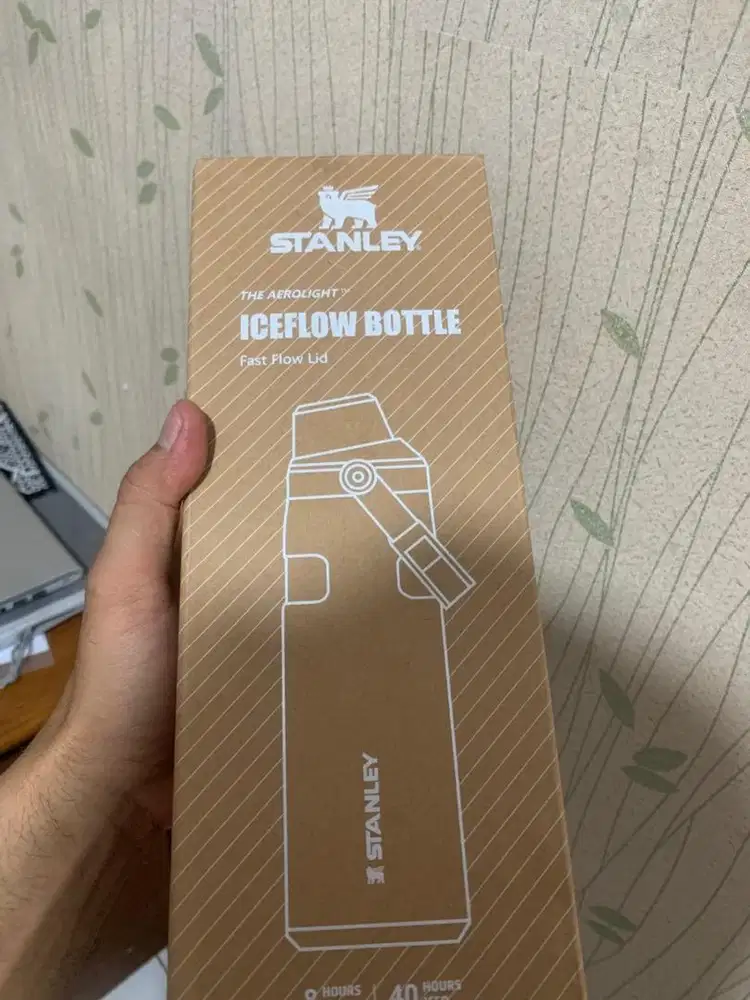 STANLEY
THE AEROLIGHT™
ICEFLOW BOTTLE
Fast Flow Lid
STANLEY
HOURS | 40 HOURS